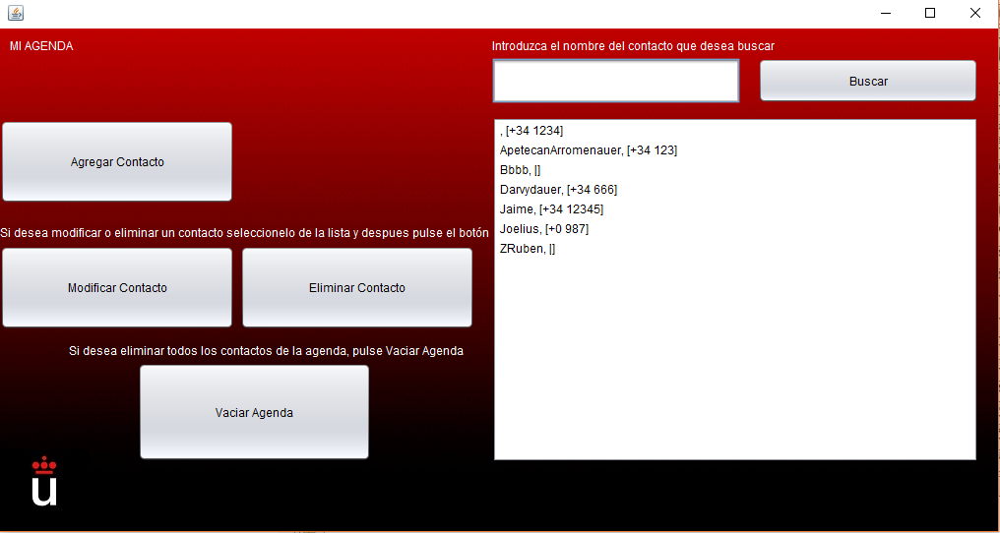 MI AGENDA
Introduzca el nombre del contacto que desea buscar
Buscar
Agregar Contacto
Si desea modificar o eliminar un contacto seleccionelo de la lista y despues pulse el botón
Modificar Contacto
Eliminar Contacto
Si desea eliminar todos los contactos de la agenda, pulse Vaciar Agenda
Vaciar Agenda
, [+34 1234]
ApetecanArromenauer, [+34 123]
Bbbb, |]
Darvydauer, [+34 666]
Jaime, [+34 12345]
Joelius, [+0 987]
ZRuben, |]
u